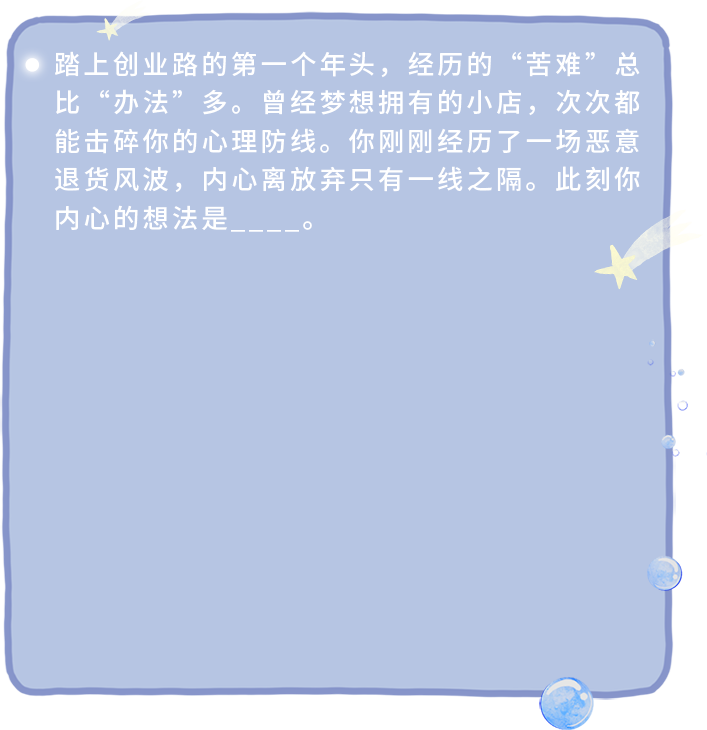 踏上创业路的第一个年头，经历的“苦难”总
比“办法”多。曾经梦想拥有的小店，次次都
能击碎你的心理防线。你刚刚经历了一场恶意
退货风波，内心离放弃只有一线之隔。此刻你
内心的想法是____。